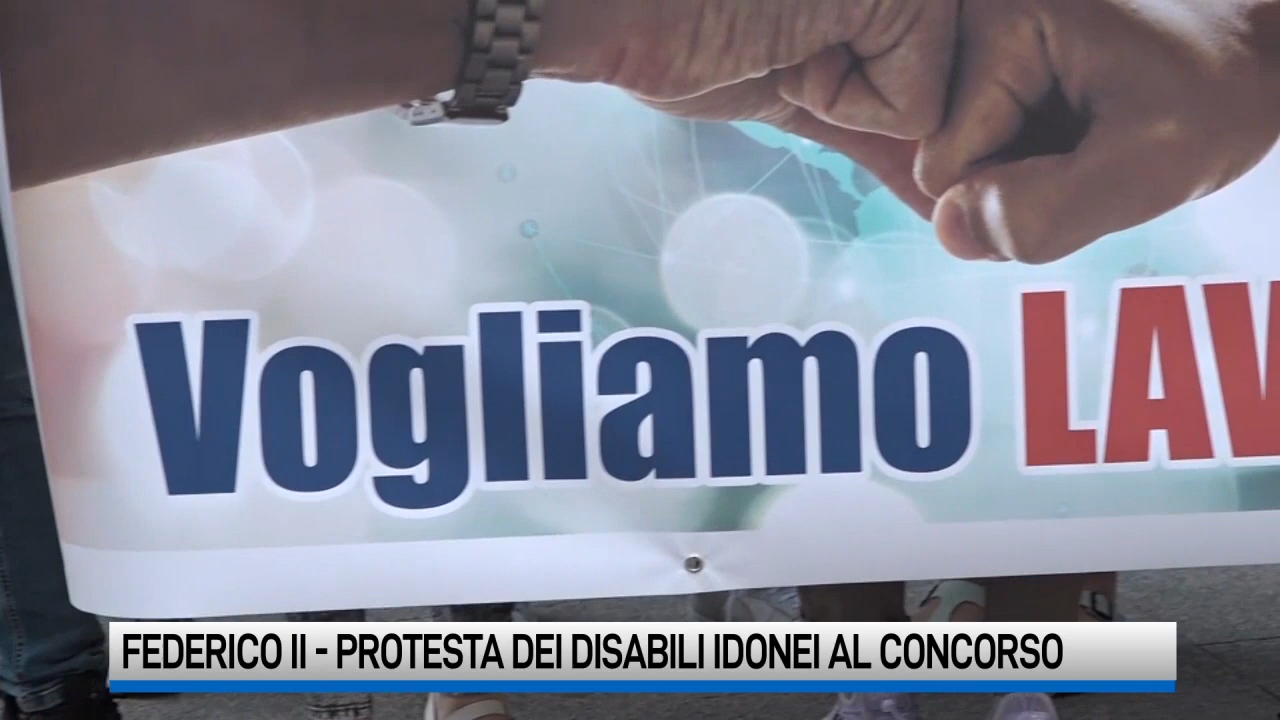 Vogliamo LAV
FEDERICO II - PROTESTA DEI DISABILI IDONEI AL CONCORSO